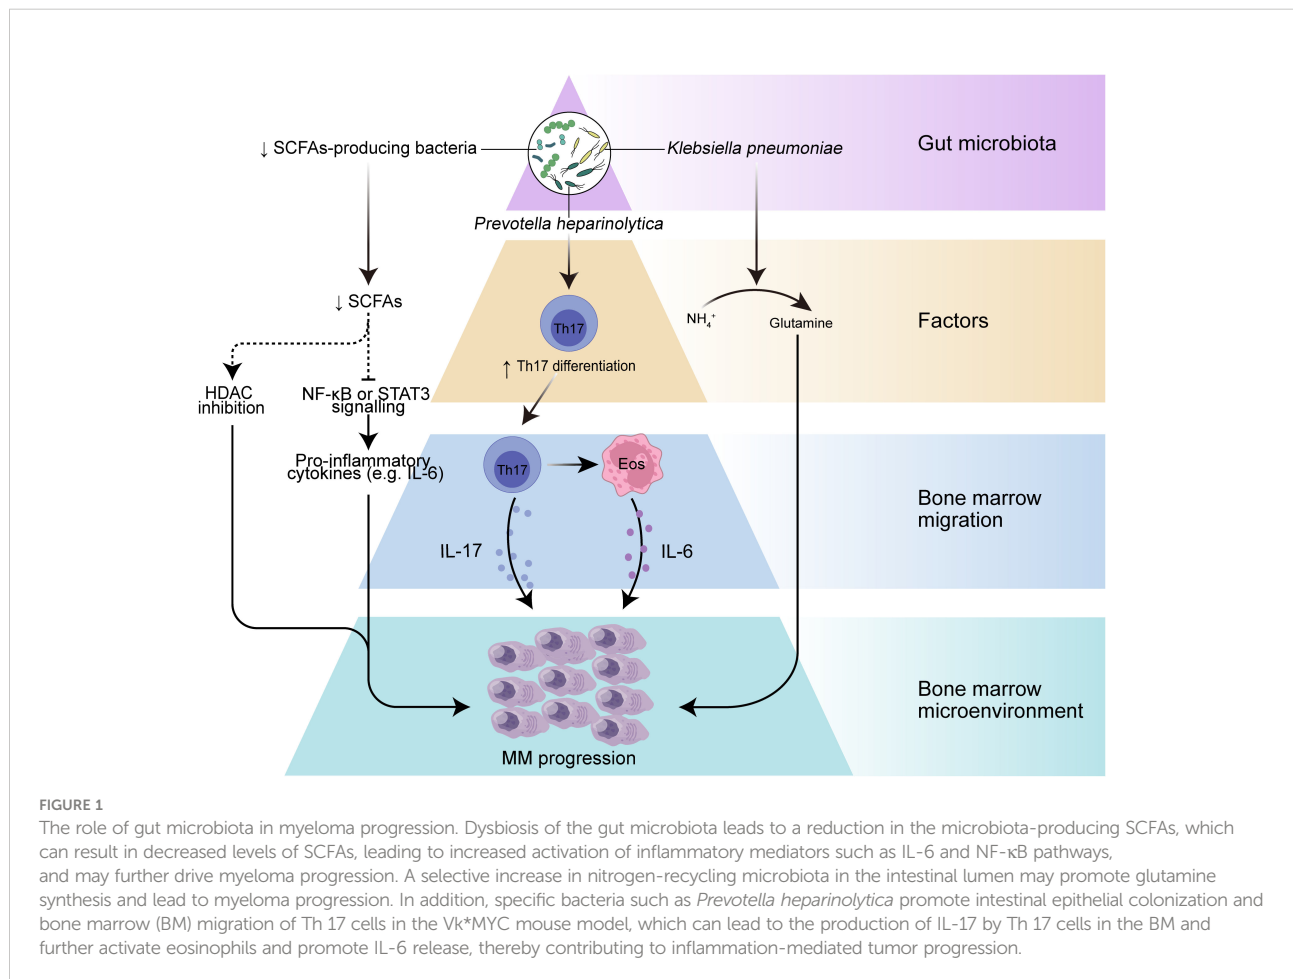 ↓ SCFAs-producing bacteria
Klebsiella pneumoniae
Gut microbiota
Prevotella heparinolytica
↓ SCFAs
Th17
NH₄⁺
Glutamine
Factors
↑ Th17 differentiation
HDAC
inhibition
NF-κB or STAT3
signalling
Pro-inflammatory
cytokines (e.g. IL-6)
Th17
Eos
Bone marrow
migration
IL-17
IL-6
Bone marrow
microenvironment
MM progression
FIGURE 1
The role of gut microbiota in myeloma progression. Dysbiosis of the gut microbiota leads to a reduction in the microbiota-producing SCFAs, which
can result in decreased levels of SCFAs, leading to increased activation of inflammatory mediators such as IL-6 and NF-κB pathways,
and may further drive myeloma progression. A selective increase in nitrogen-recycling microbiota in the intestinal lumen may promote glutamine
synthesis and lead to myeloma progression. In addition, specific bacteria such as Prevotella heparinolytica promote intestinal epithelial colonization and
bone marrow (BM) migration of Th 17 cells in the Vk*MYC mouse model, which can lead to the production of IL-17 by Th 17 cells in the BM and
further activate eosinophils and promote IL-6 release, thereby contributing to inflammation-mediated tumor progression.